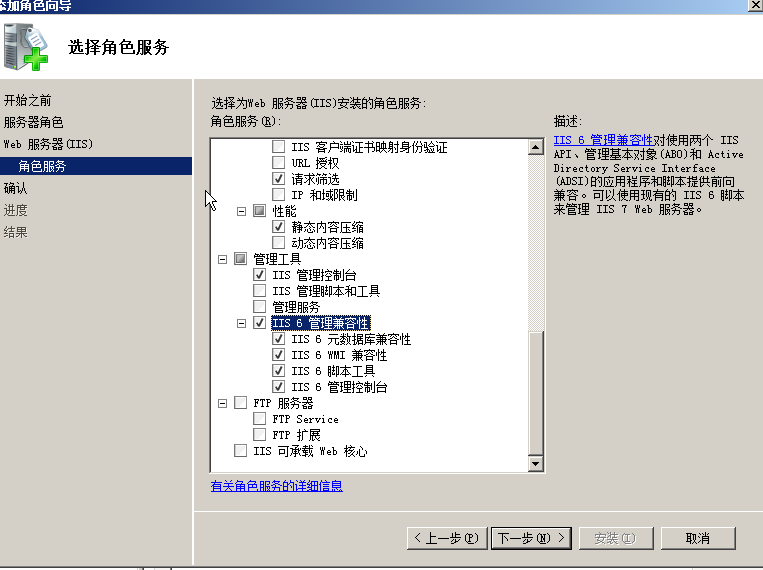 添加角色向导
选择角色服务
开始之前
服务器角色
Web 服务器(IIS)
角色服务
确认
进度
结果
选择为Web 服务器(IIS)安装的角色服务:
角色服务(R):
IIS 客户端证书映射身份验证
URL 授权
请求筛选
IP 和域限制
性能
静态内容压缩
动态内容压缩
管理工具
IIS 管理控制台
IIS 管理脚本和工具
管理服务
IIS 6 管理兼容性
IIS 6 元数据库兼容性
IIS 6 WMI 兼容性
IIS 6 脚本工具
IIS 6 管理控制台
FTP 服务器
FTP Service
FTP 扩展
IIS 可承载 Web 核心
有关角色服务的详细信息
描述:
IIS 6 管理兼容性对使用两个 IIS
API、管理基本对象(ABO)和 Active
Directory Service Interface
(ADSI)的应用程序和脚本提供前向
兼容。可以使用现有的 IIS 6 脚本
来管理 IIS 7 Web 服务器。
< 上一步(P)
下一步(N) >
安装(I)
取消